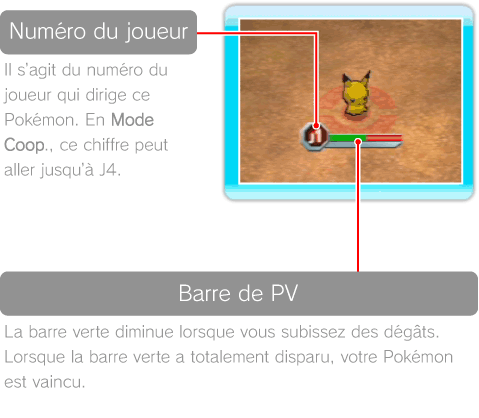 Numéro du joueur
Il s'agit du numéro du
joueur qui dirige ce
Pokémon. En Mode
Coop., ce chiffre peut
aller jusqu'à J4.
Barre de PV
La barre verte diminue lorsque vous subissez des dégâts.
Lorsque la barre verte a totalement disparu, votre Pokémon
est vaincu.